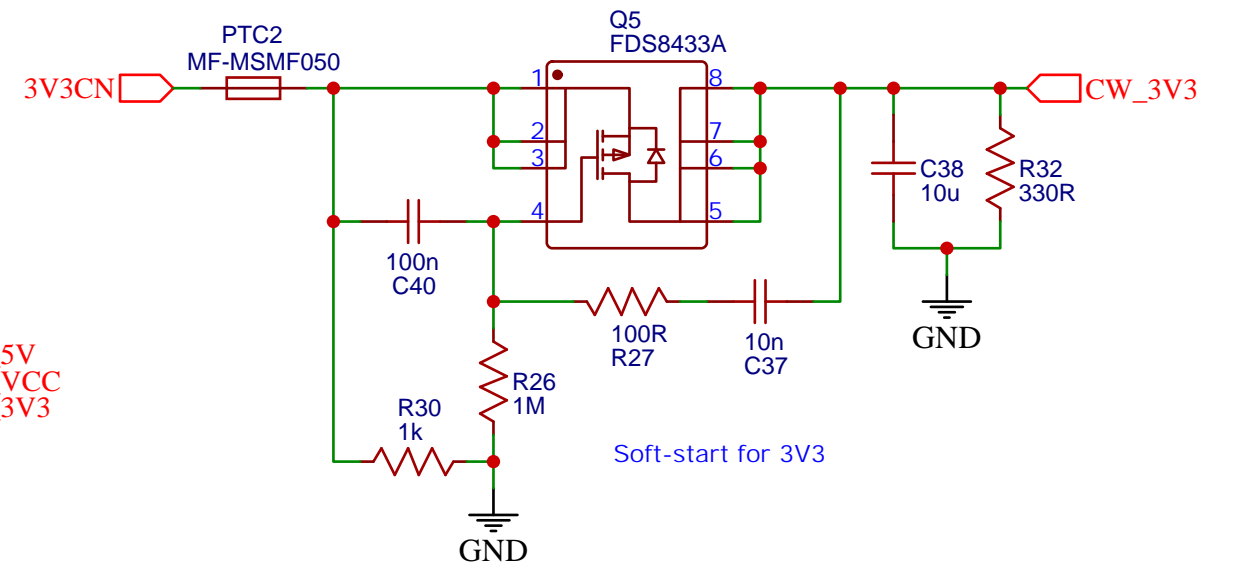 PTC2
MF-MSMF050
Q5
FDS8433A
3V3CN
CW_3V3
1
2
3
4
8
7
6
5
C38
10u
R32
330R
100n
C40
GND
100R
R27
10n
C37
5V
VCC
3V3
R26
1M
R30
1k
Soft-start for 3V3
GND